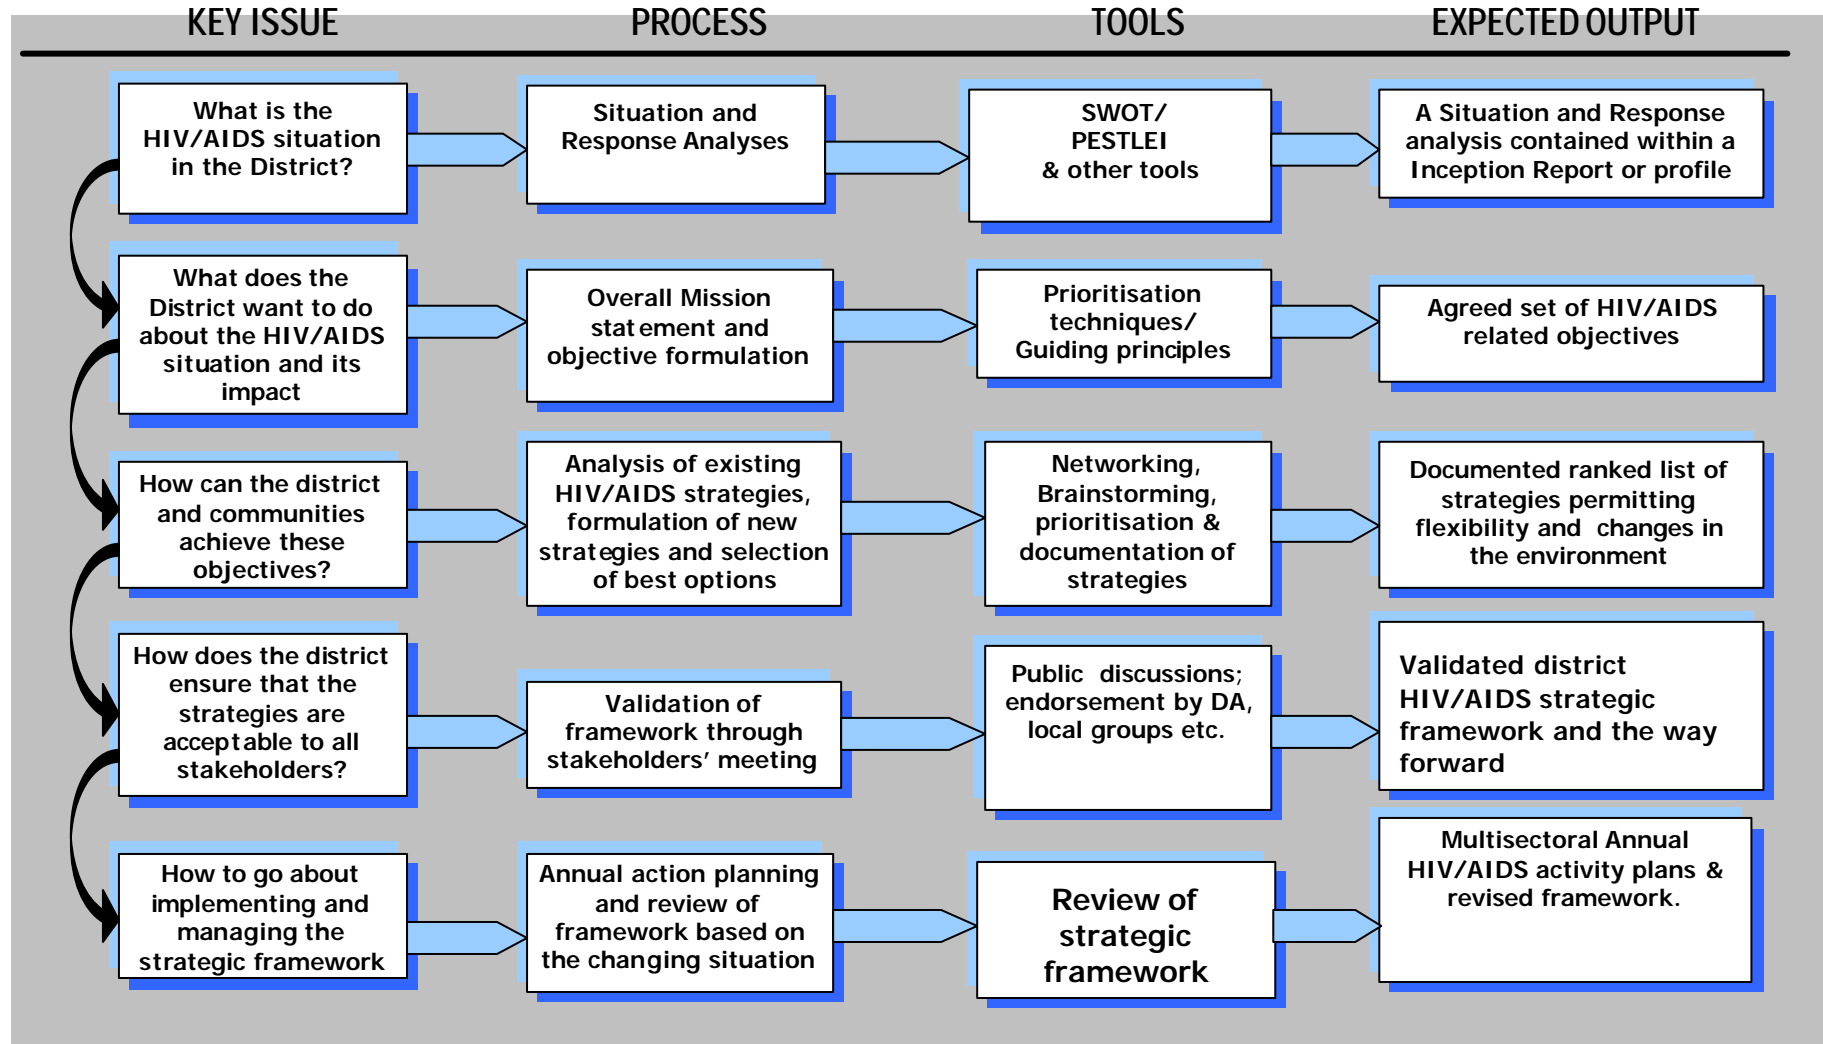 KEY ISSUE
PROCESS
TOOLS
EXPECTED OUTPUT
What is the
HIV/AIDS situation
in the District?
Situation and
Response Analyses
SWOT/
PESTLEI
& other tools
A Situation and Response
analysis contained within a
Inception Report or profile
What does the
District want to do
about the HIV/AIDS
situation and its
impact
Overall Mission
statement and
objective formulation
Prioritisation
techniques/
Guiding principles
Agreed set of HIV/AIDS
related objectives
How can the district
and communities
achieve these
objectives?
Analysis of existing
HIV/AIDS strategies,
formulation of new
strategies and selection
of best options
Networking,
Brainstorming,
prioritisation &
documentation of
strategies
Documented ranked list of
strategies permitting
flexibility and changes in
the environment
How does the district
ensure that the
strategies are
acceptable to all
stakeholders?
Validation of
framework through
stakeholders' meeting
Public discussions;
endorsement by DA,
local groups etc.
Validated district
HIV/AIDS strategic
framework and the way
forward
How to go about
implementing and
managing the
strategic framework
Annual action planning
and review of
framework based on
the changing situation
Review of
strategic
framework
Multisectoral Annual
HIV/AIDS activity plans &
revised framework.